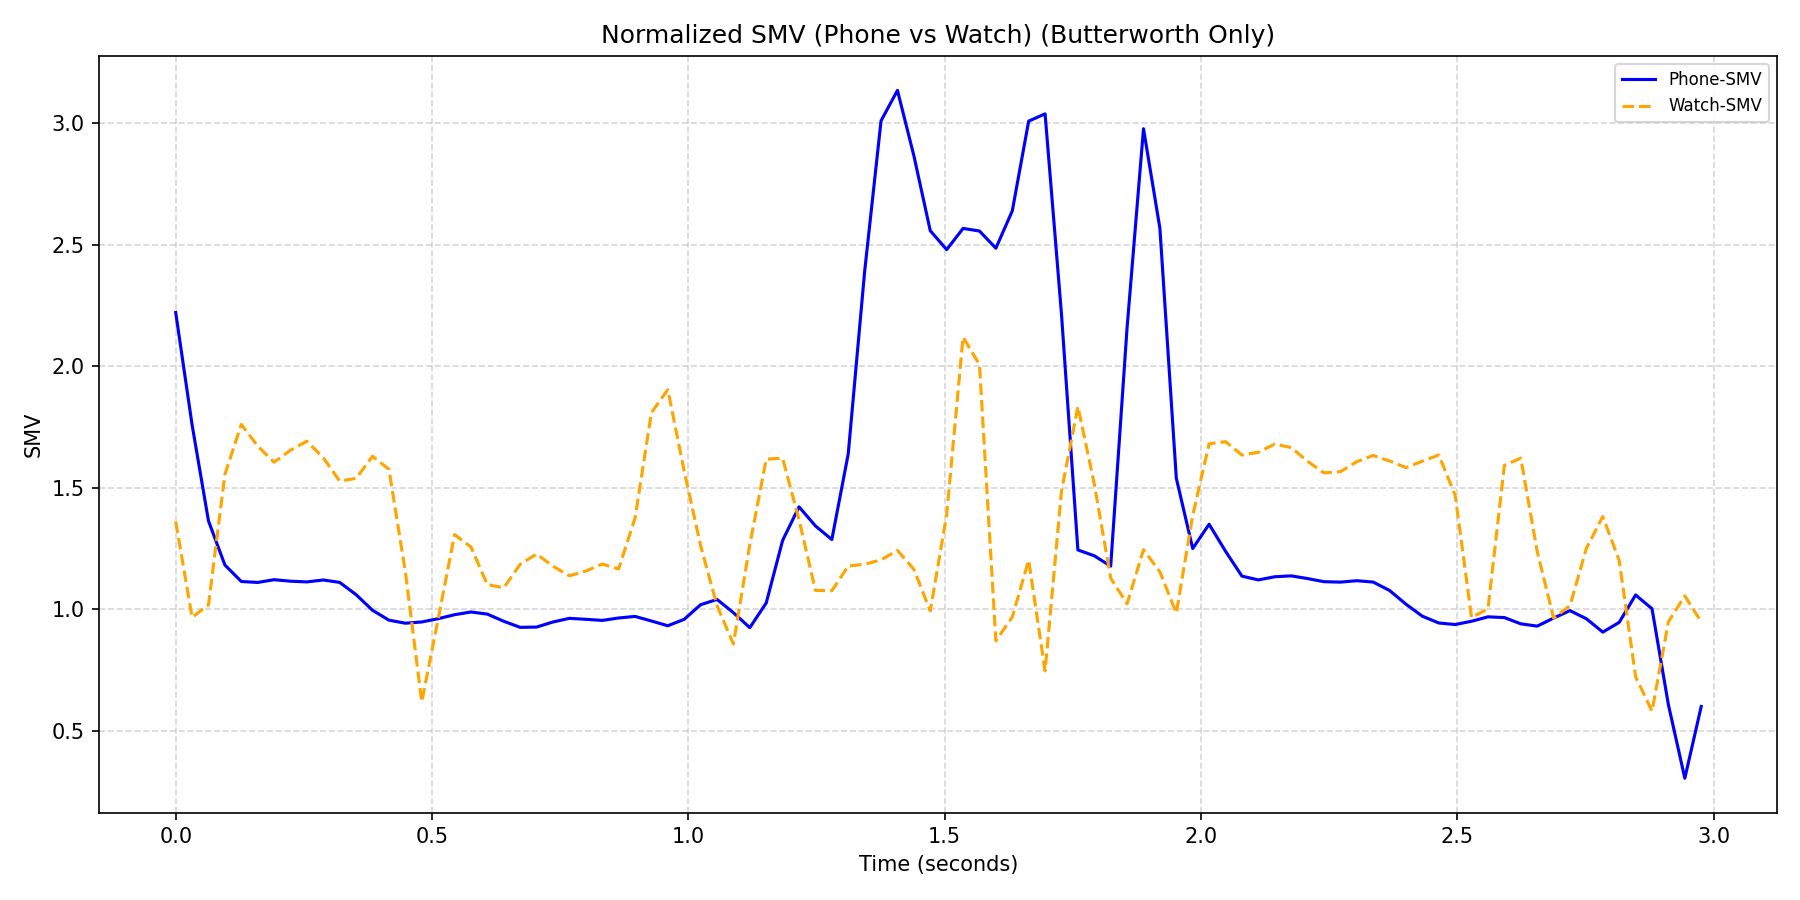 Normalized SMV (Phone vs Watch) (Butterworth Only)
Phone-SMV
Watch-SMV
SMV
3.0
2.5
2.0
1.5
1.0
0.5
0.0 0.5 1.0 1.5 2.0 2.5 3.0
Time (seconds)